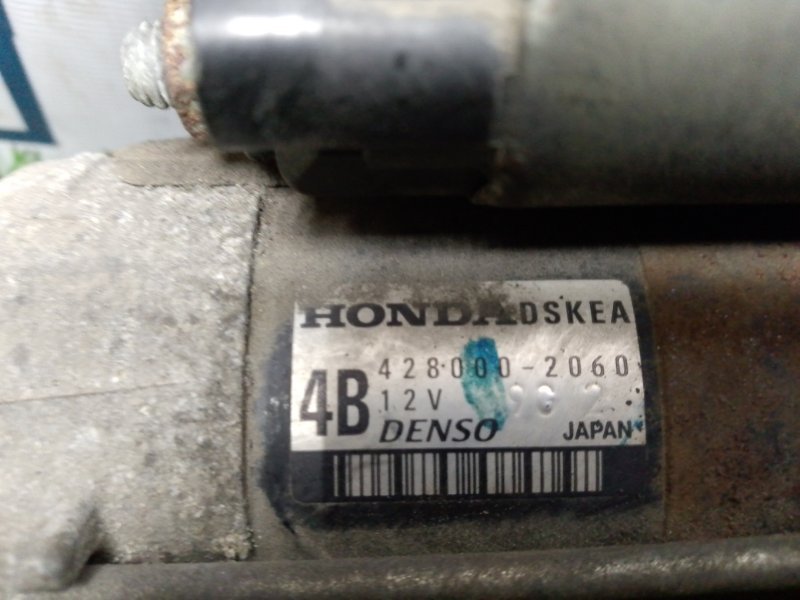 HONDA DSKEA
4B 428000-2060
12V
DENSO JAPAN